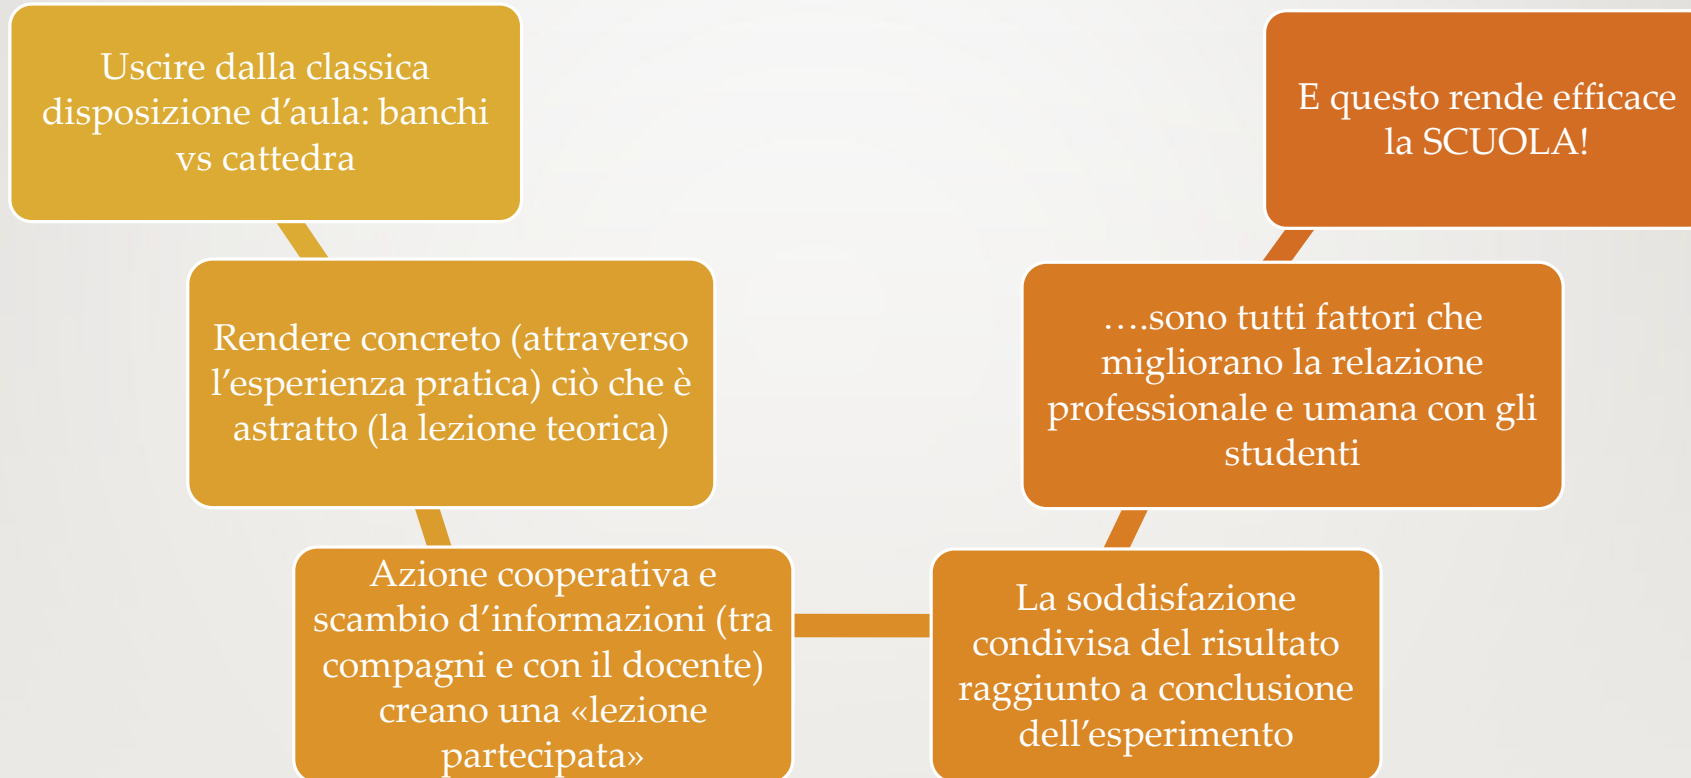 Uscire dalla classica
disposizione d’aula: banchi
vs cattedra
Rendere concreto (attraverso
l’esperienza pratica) ciò che è
astratto (la lezione teorica)
Azione cooperativa e
scambio d’informazioni (tra
compagni e con il docente)
creano una «lezione
partecipata»
La soddisfazione
condivisa del risultato
raggiunto a conclusione
dell’esperimento
….sono tutti fattori che
migliorano la relazione
professionale e umana con gli
studenti
E questo rende efficace
la SCUOLA!